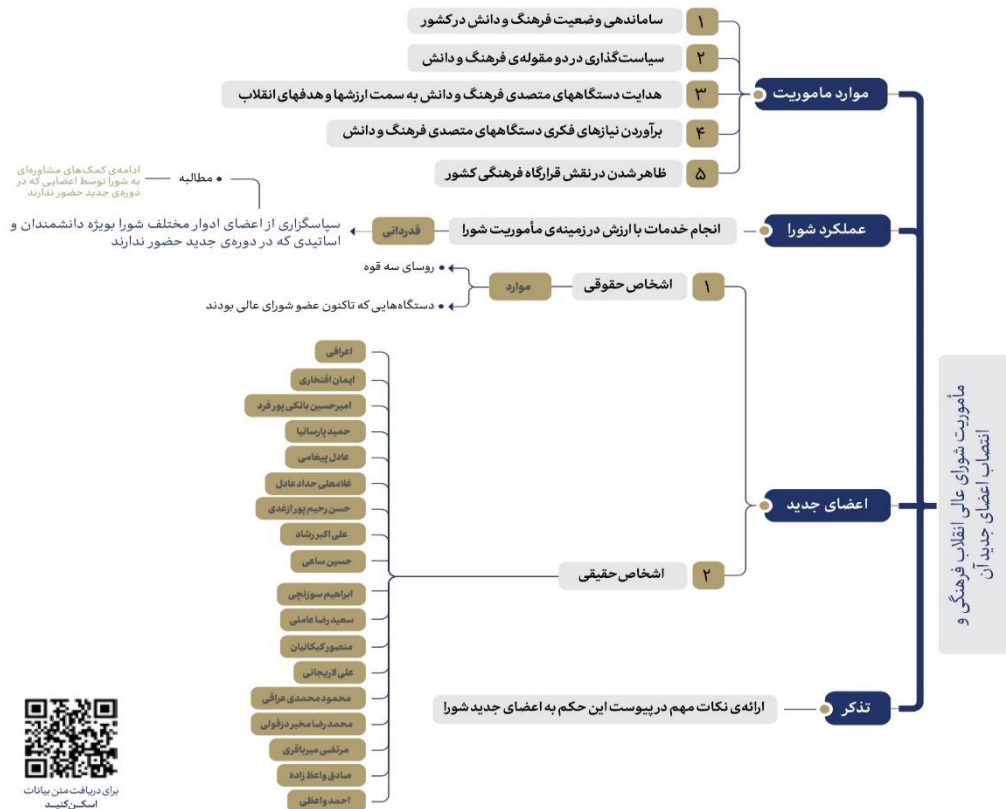 مأموریت شورای عالی انقلاب فرهنگی و
انتصاب اعضای جدید آن
موارد ماموریت
۱ ساماندهی وضعیت فرهنگ و دانش در کشور
۲ سیاست‌گذاری در دو مقوله‌ی فرهنگ و دانش
۳ هدایت دستگاههای متصدی فرهنگ و دانش به سمت ارزشها و هدفهای انقلاب
۴ برآوردن نیازهای فکری دستگاههای متصدی فرهنگ و دانش
۵ ظاهر شدن در نقش قرارگاه فرهنگی کشور
عملکرد شورا
انجام خدمات با ارزش در زمینه‌ی مأموریت شورا
قدردانی
سپاسگزاری از اعضای ادوار مختلف شورا بویژه دانشمندان و
اساتیدی که در دوره‌ی جدید حضور ندارند
• مطالبه
ادامه‌ی کمک‌های مشاوره‌ای
به شورا توسط اعضایی که در
دوره‌ی جدید حضور ندارند
اعضای جدید
۱ اشخاص حقوقی
موارد
• روسای سه قوه
• دستگاه‌هایی که تاکنون عضو شورای عالی بودند
۲ اشخاص حقیقی
اعرافی
ایمان افتخاری
امیرحسین بانکی پور فرد
حمید پارسانیا
عادل پیغامی
غلامعلی حداد عادل
حسن رحیم پور ازغدی
علی اکبر رشاد
حسین ساعی
ابراهیم سوزنچی
سعید رضا عاملی
منصور کبکانیان
علی لاریجانی
محمود محمدی عراقی
محمدرضا مخبر دزفولی
مرتضی میرباقری
صادق واعظ زاده
احمد واعظی
تذکر
ارائه‌ی نکات مهم در پیوست این حکم به اعضای جدید شورا
برای دریافت متن بیانات
اسکـن کنیــد